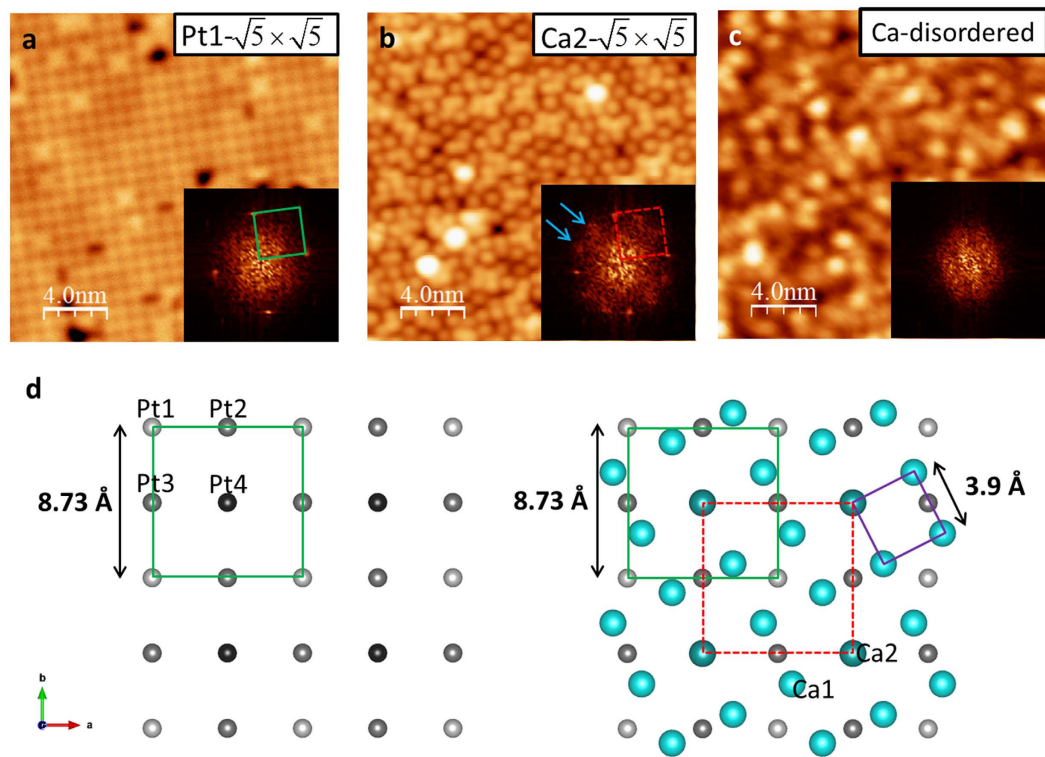 a
Pt1-√5 × √5
4.0nm
b
Ca2-√5 × √5
4.0nm
c
Ca-disordered
4.0nm
d
Pt1 Pt2
Pt3 Pt4
8.73 Å
b
a
8.73 Å
3.9 Å
Ca2
Ca1